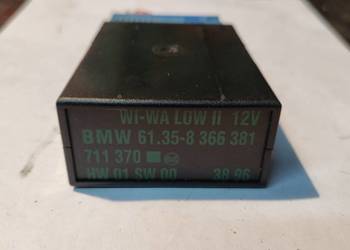 WI-WA LOW II 12V
BMW 61.35-8 366 381
711 370
HW 01 SW 00 38 96